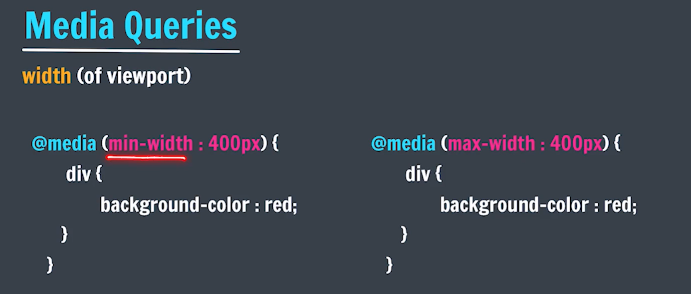 Media Queries
width (of viewport)
@media (min-width : 400px) {
div {
background-color : red;
}
}
@media (max-width : 400px) {
div {
background-color : red;
}
}